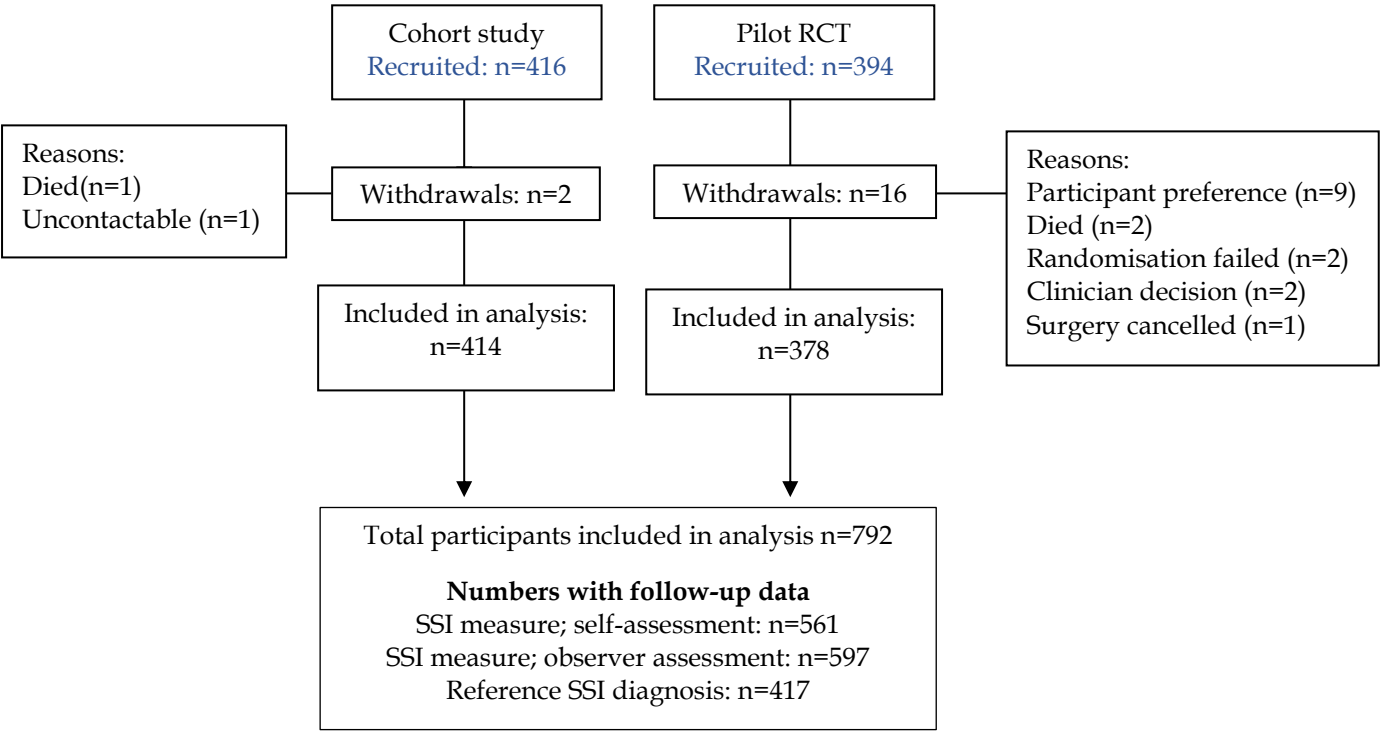 Cohort study
Recruited: n=416
Pilot RCT
Recruited: n=394
Reasons:
Died(n=1)
Uncontactable (n=1)
Withdrawals: n=2
Withdrawals: n=16
Reasons:
Participant preference (n=9)
Died (n=2)
Randomisation failed (n=2)
Clinician decision (n=2)
Surgery cancelled (n=1)
Included in analysis:
n=414
Included in analysis:
n=378
Total participants included in analysis n=792
Numbers with follow-up data
SSI measure; self-assessment: n=561
SSI measure; observer assessment: n=597
Reference SSI diagnosis: n=417